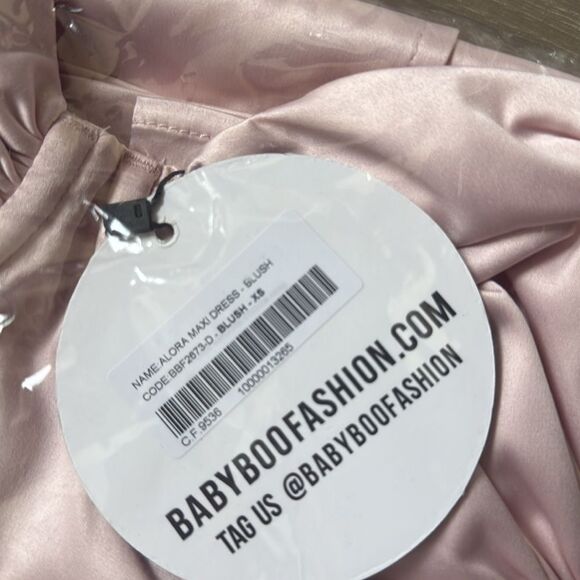 NAME:ALORA MAXI DRESS - BLUSH
CODE:BBF2673-D - BLUSH - XS
10000013265
C.F. 9536
BABYBOOFASHION.COM
TAG US @BABYBOOFASHION